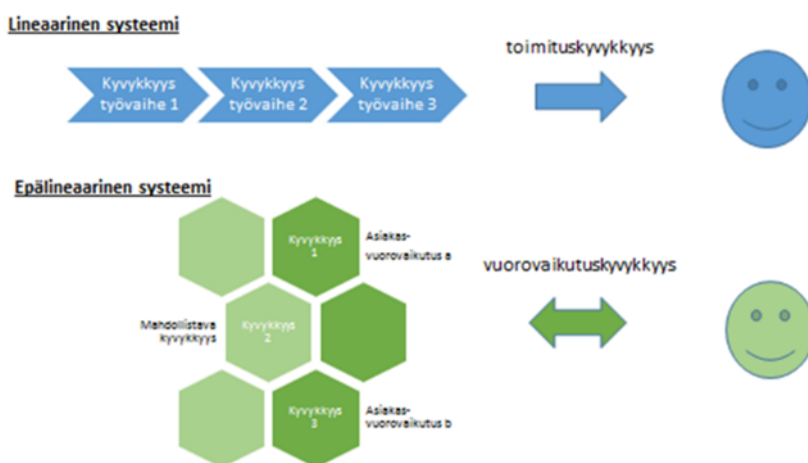 Lineaarinen systeemi
toimituskyvykkyys
Kyvykkyys
työvaihe 1
Kyvykkyys
työvaihe 2
Kyvykkyys
työvaihe 3
Epälineaarinen systeemi
Kyvykkyys
1
Asiakas-
vuorovaikutus a
vuorovaikutuskyvykkyys
Mahdollistava
kyvykkyys
Kyvykkyys
2
Kyvykkyys
3
Asiakas-
vuorovaikutus b